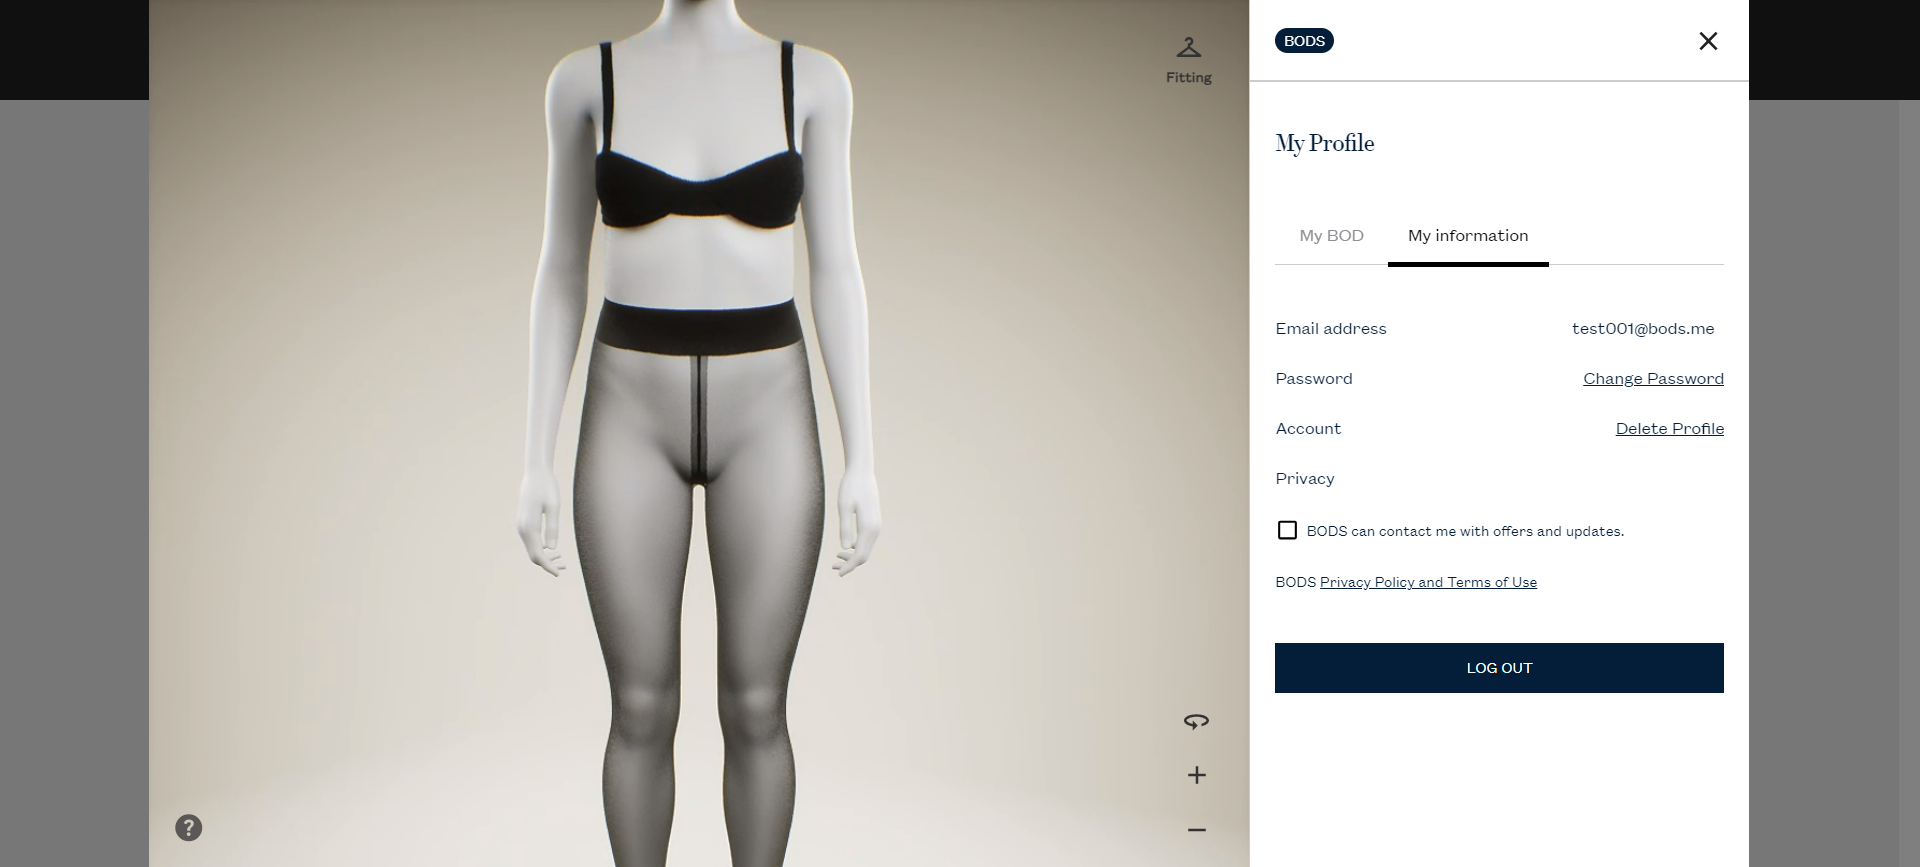 Fitting
BODS
My Profile
My BOD
My information
Email address
test001@bods.me
Password
Change Password
Account
Delete Profile
Privacy
BODS can contact me with offers and updates.
BODS Privacy Policy and Terms of Use
LOG OUT
?